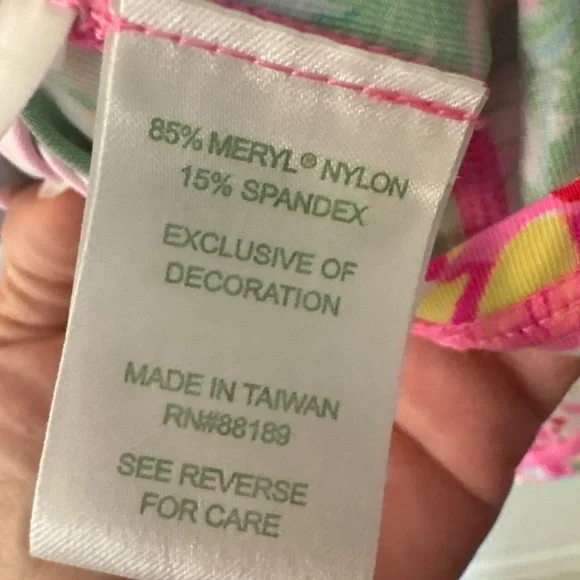 85% MERYL® NYLON
15% SPANDEX
EXCLUSIVE OF
DECORATION
MADE IN TAIWAN
RN#88189
SEE REVERSE
FOR CARE